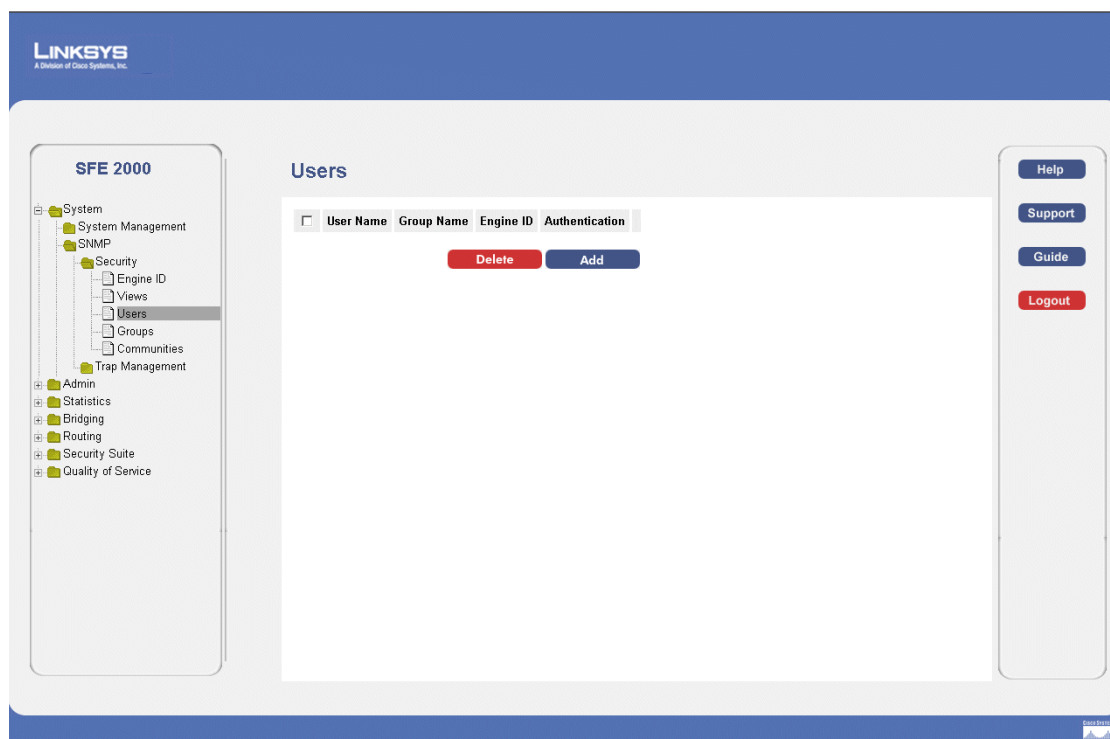 LINKSYS
A Division of Cisco Systems, Inc.
SFE 2000
System
System Management
SNMP
Security
Engine ID
Views
Users
Groups
Communities
Trap Management
Admin
Statistics
Bridging
Routing
Security Suite
Quality of Service
Users
User Name Group Name Engine ID Authentication
Delete Add
Help
Support
Guide
Logout